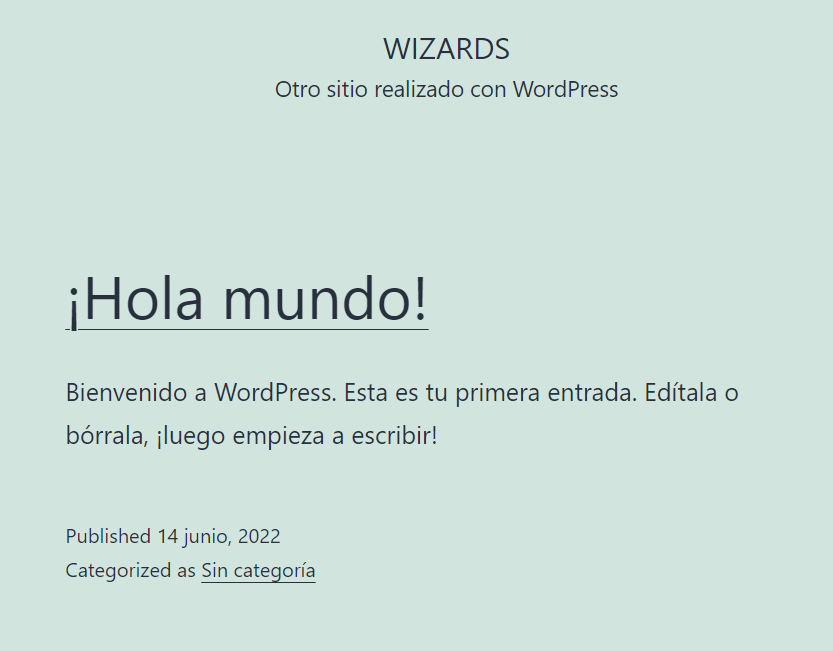 WIZARDS
Otro sitio realizado con WordPress
¡Hola mundo!
Bienvenido a WordPress. Esta es tu primera entrada. Edítala o
bórrala, ¡luego empieza a escribir!
Published 14 junio, 2022
Categorized as Sin categoría